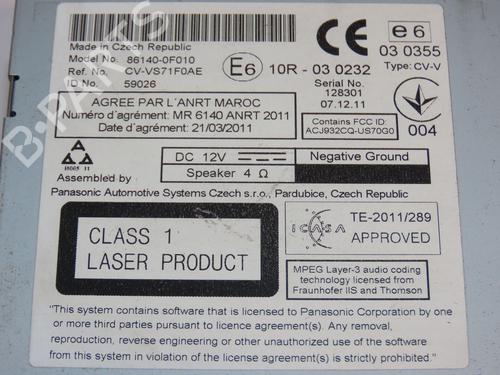 Made in Czech Republic
Model No. 86140-0F010
Ref. No. CV-VS71F0AE
ID No. 59026
CE
e6
03 0355
Type: CV-V
E6 10R - 03 0232
Serial No.
128301
07.12.11
AGREE PAR L'ANRT MAROC
Numéro d'agrément: MR 6140 ANRT 2011
Date d'agrément: 21/03/2011
Contains FCC ID:
ACJ932CQ-US70G0
C 004
DC 12V
Negative Ground
Speaker 4 Ω
Assembled by
Panasonic Automotive Systems Czech s.r.o., Pardubice, Czech Republic
CLASS 1
LASER PRODUCT
ICASA
TE-2011/289
APPROVED
MPEG Layer-3 audio coding
technology licensed from
Fraunhofer IIS and Thomson
"This system contains software that is licensed to Panasonic Corporation by one
or more third parties pursuant to licence agreement(s). Any removal,
reproduction, reverse engineering or other unauthorized use of the software
from this system in violation of the agreement(s) is strictly prohibited."
B-PARTS